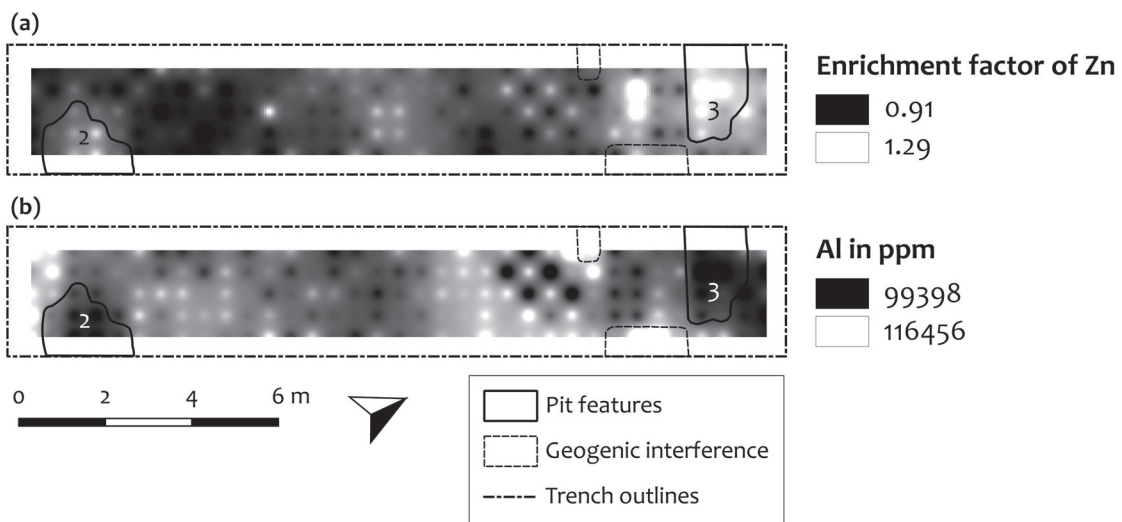 (a)
2
3
Enrichment factor of Zn
0.91
1.29
(b)
2
3
Al in ppm
99398
116456
0 2 4 6 m
Pit features
Geogenic interference
Trench outlines